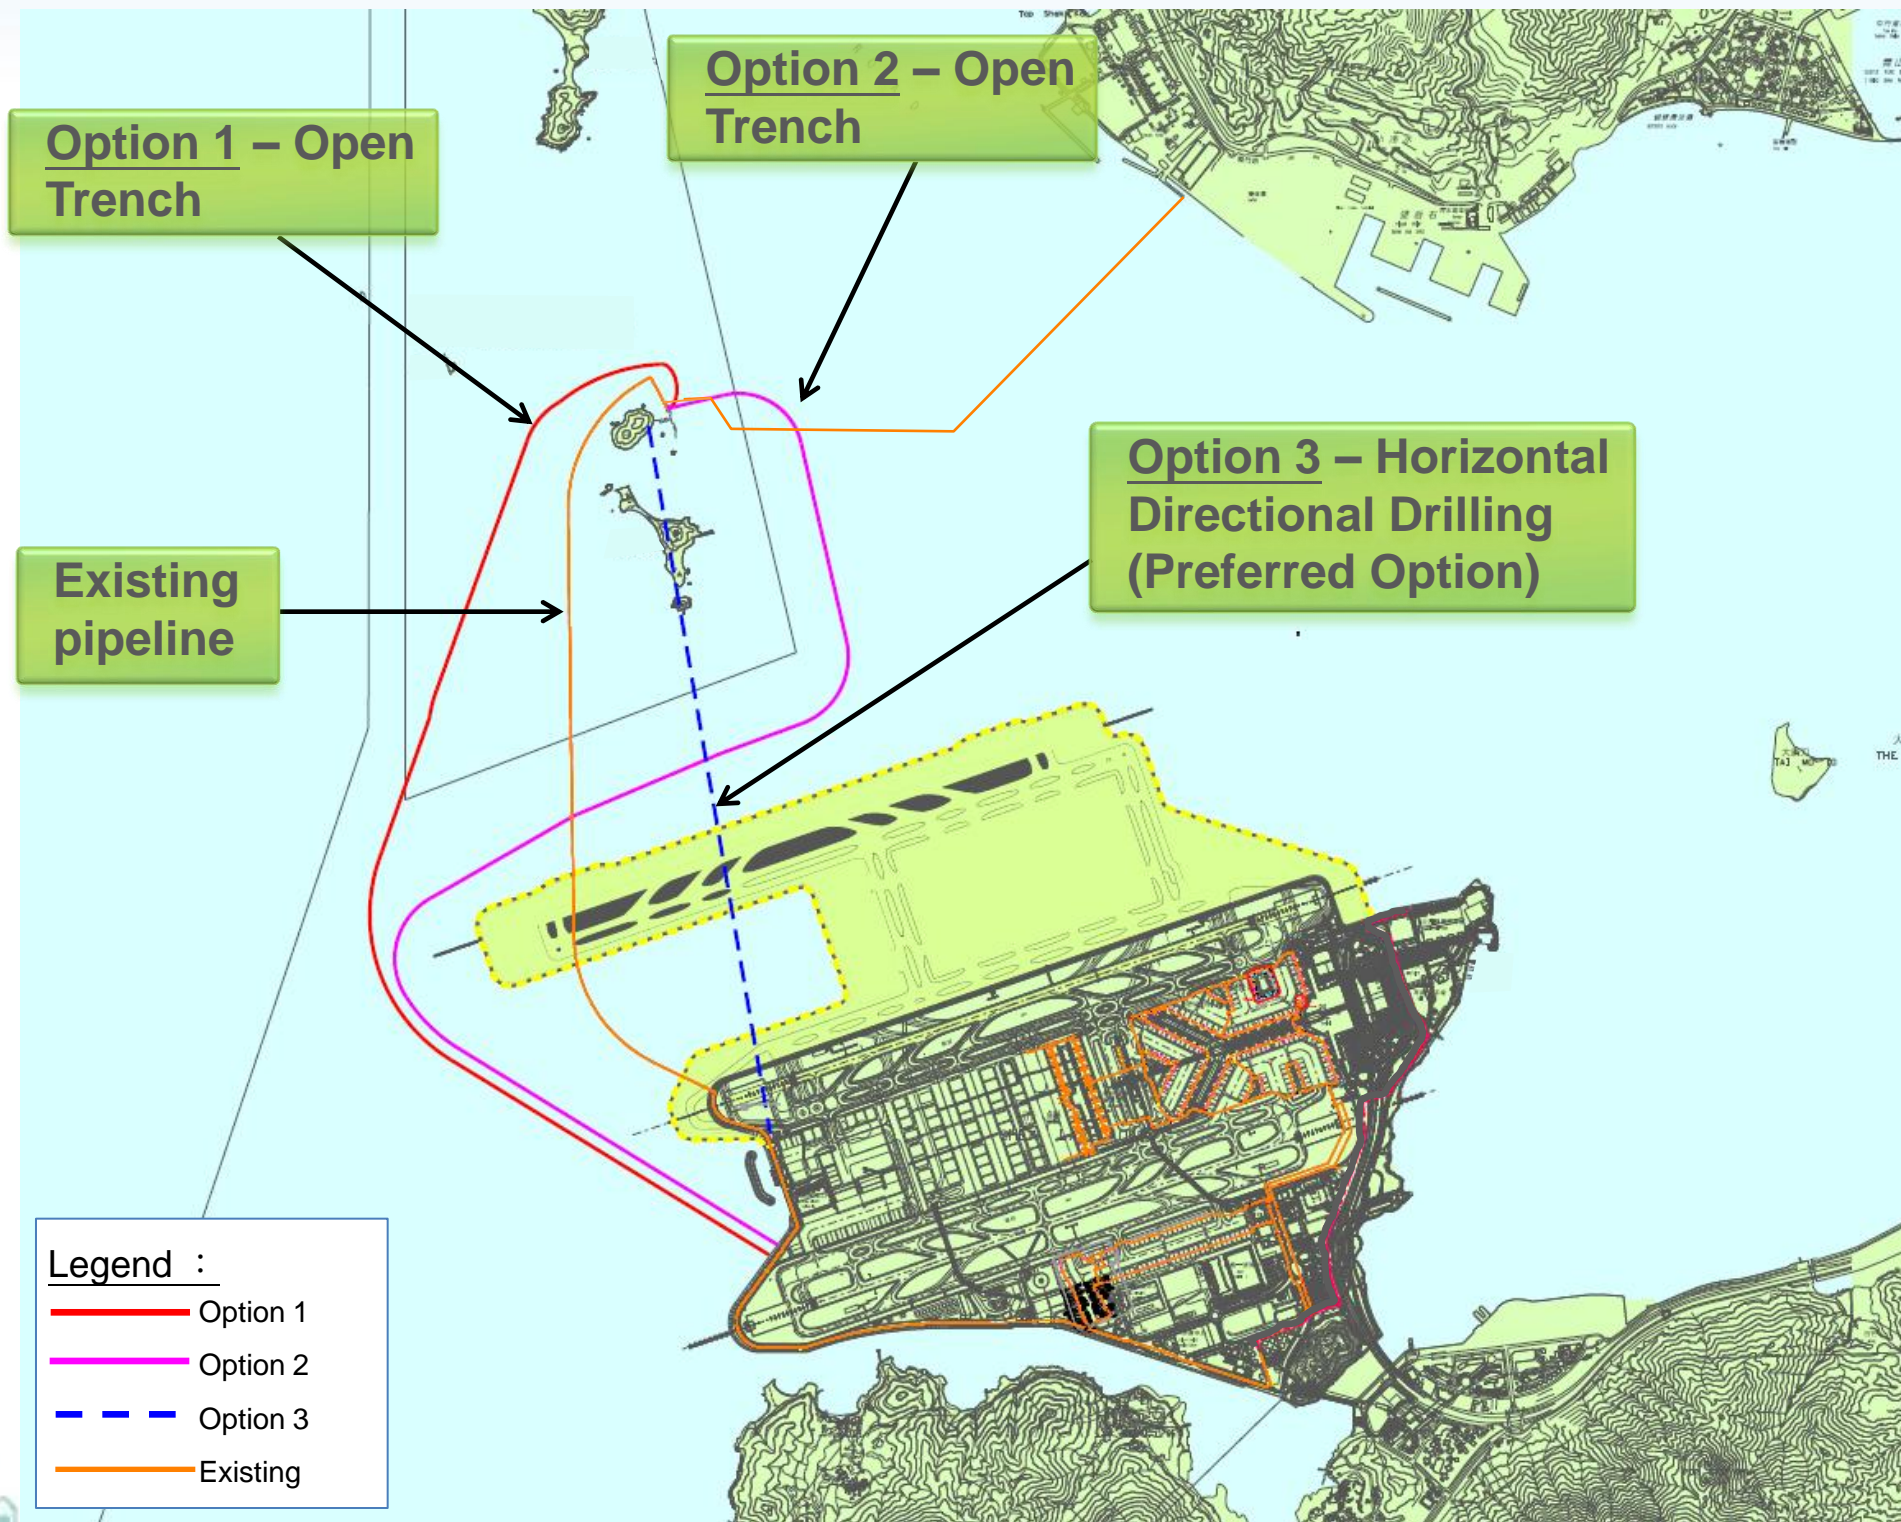 Option 2 – Open
Trench
Option 1 – Open
Trench
Option 3 – Horizontal
Directional Drilling
(Preferred Option)
Existing
pipeline
THE
Legend :
Option 1
Option 2
Option 3
Existing